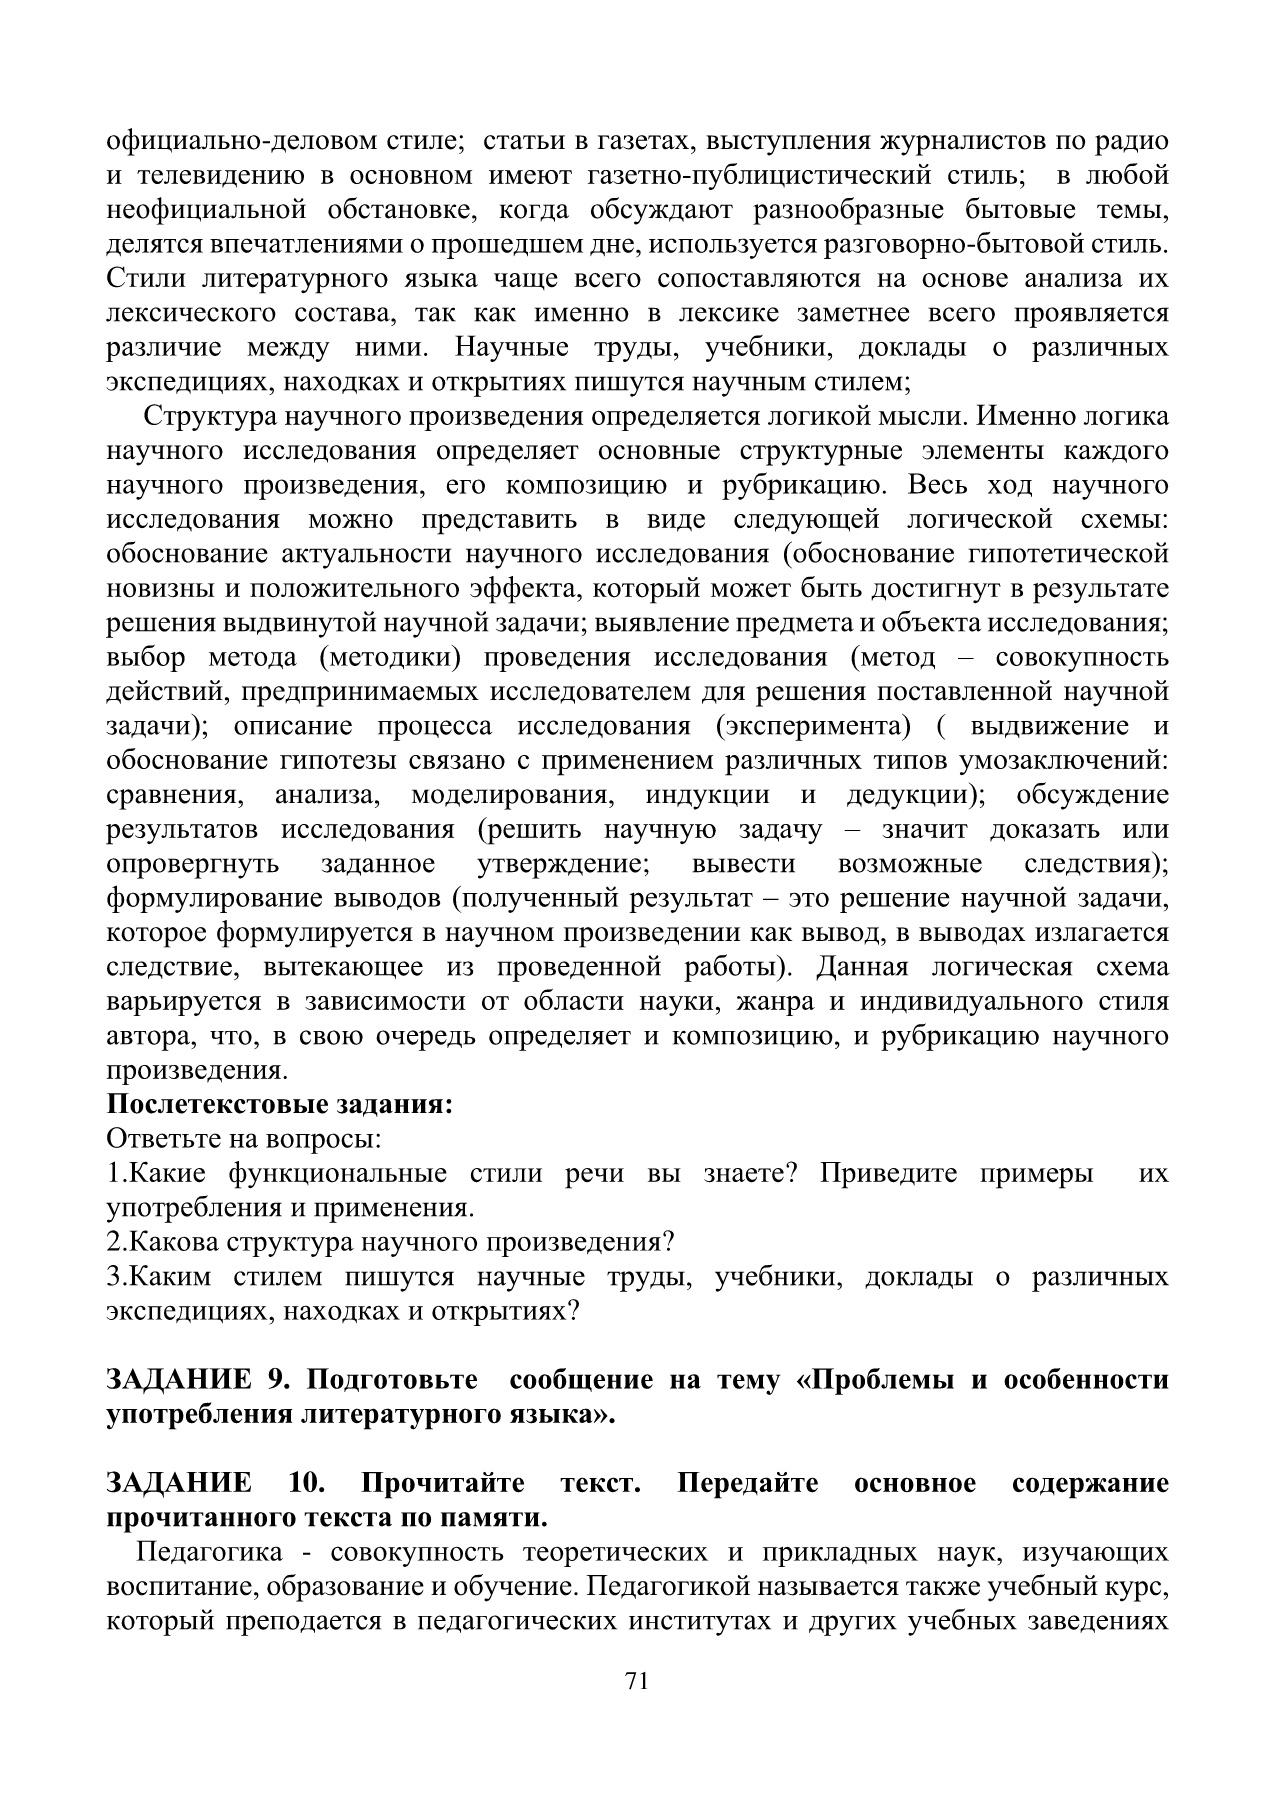 официально-деловом стиле;  статьи в газетах, выступления журналистов по радио
и телевидению в основном имеют газетно-публицистический стиль;  в любой
неофициальной обстановке, когда обсуждают разнообразные бытовые темы,
делятся впечатлениями о прошедшем дне, используется разговорно-бытовой стиль.
Стили литературного языка чаще всего сопоставляются на основе анализа их
лексического состава, так как именно в лексике заметнее всего проявляется
различие между ними. Научные труды, учебники, доклады о различных
экспедициях, находках и открытиях пишутся научным стилем;
Структура научного произведения определяется логикой мысли. Именно логика
научного исследования определяет основные структурные элементы каждого
научного произведения, его композицию и рубрикацию. Весь ход научного
исследования можно представить в виде следующей логической схемы:
обоснование актуальности научного исследования (обоснование гипотетической
новизны и положительного эффекта, который может быть достигнут в результате
решения выдвинутой научной задачи; выявление предмета и объекта исследования;
выбор метода (методики) проведения исследования (метод – совокупность
действий, предпринимаемых исследователем для решения поставленной научной
задачи); описание процесса исследования (эксперимента) ( выдвижение и
обоснование гипотезы связано с применением различных типов умозаключений:
сравнения, анализа, моделирования, индукции и дедукции); обсуждение
результатов исследования (решить научную задачу – значит доказать или
опровергнуть заданное утверждение; вывести возможные следствия);
формулирование выводов (полученный результат – это решение научной задачи,
которое формулируется в научном произведении как вывод, в выводах излагается
следствие, вытекающее из проведенной работы). Данная логическая схема
варьируется в зависимости от области науки, жанра и индивидуального стиля
автора, что, в свою очередь определяет и композицию, и рубрикацию научного
произведения.
Послетекстовые задания:
Ответьте на вопросы:
1.Какие функциональные стили речи вы знаете? Приведите примеры  их
употребления и применения.
2.Какова структура научного произведения?
3.Каким стилем пишутся научные труды, учебники, доклады о различных
экспедициях, находках и открытиях?
ЗАДАНИЕ 9. Подготовьте  сообщение на тему «Проблемы и особенности
употребления литературного языка».
ЗАДАНИЕ 10. Прочитайте текст. Передайте основное содержание
прочитанного текста по памяти.
Педагогика - совокупность теоретических и прикладных наук, изучающих
воспитание, образование и обучение. Педагогикой называется также учебный курс,
который преподается в педагогических институтах и других учебных заведениях
71